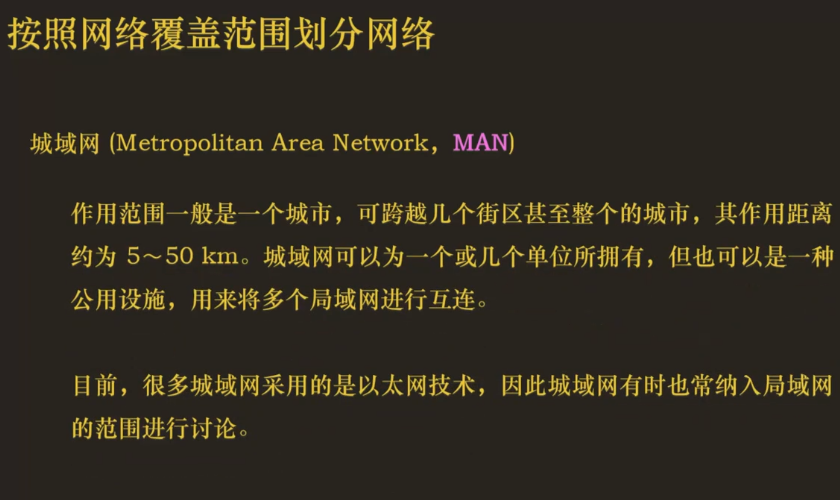 按照网络覆盖范围划分网络
城域网 (Metropolitan Area Network，MAN)
作用范围一般是一个城市，可跨越几个街区甚至整个的城市，其作用距离
约为 5～50 km。城域网可以为一个或几个单位所拥有，但也可以是一种
公用设施，用来将多个局域网进行互连。
目前，很多城域网采用的是以太网技术，因此城域网有时也常纳入局域网
的范围进行讨论。